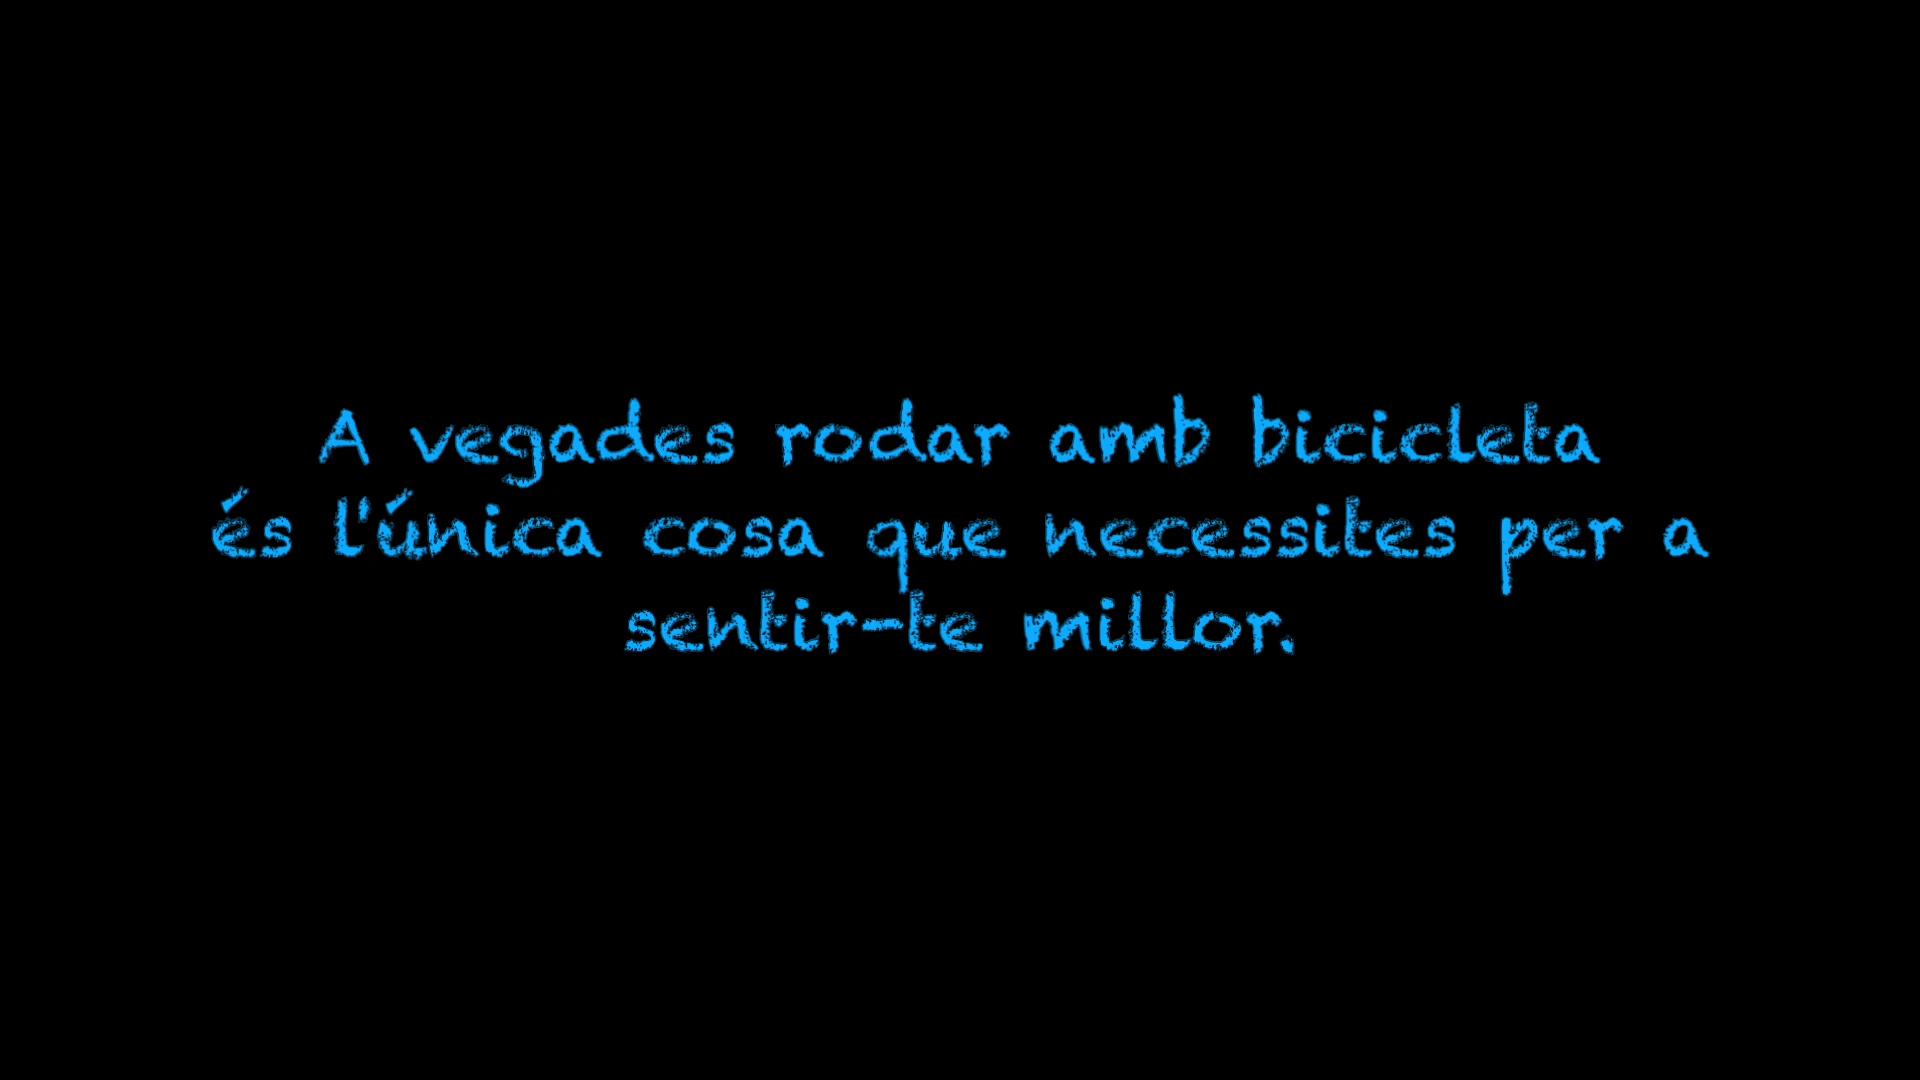 A vegades rodar amb bicicleta
és l'única cosa que necessites per a
sentir-te millor.